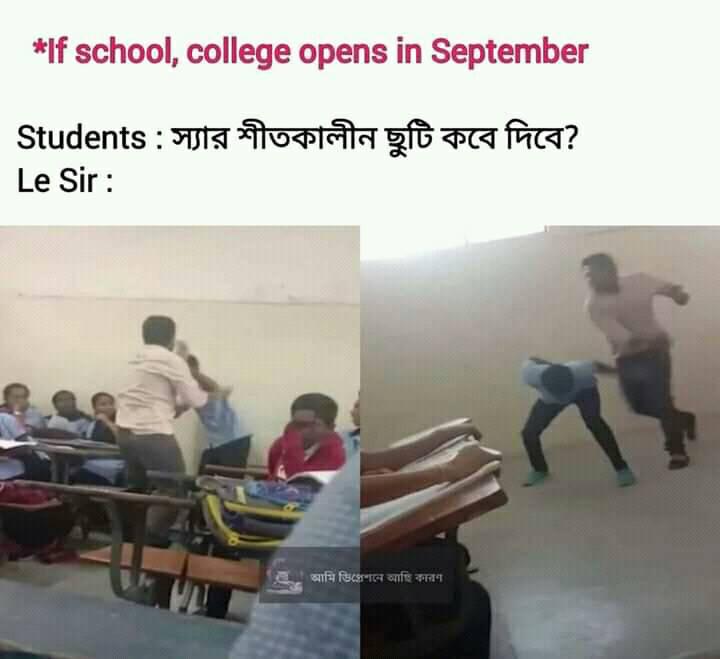 *If school, college opens in September
Students : স্যার শীতকালীন ছুটি কবে দিবে?
Le Sir :
আমি ডিপ্রেশনে আছি কারণ